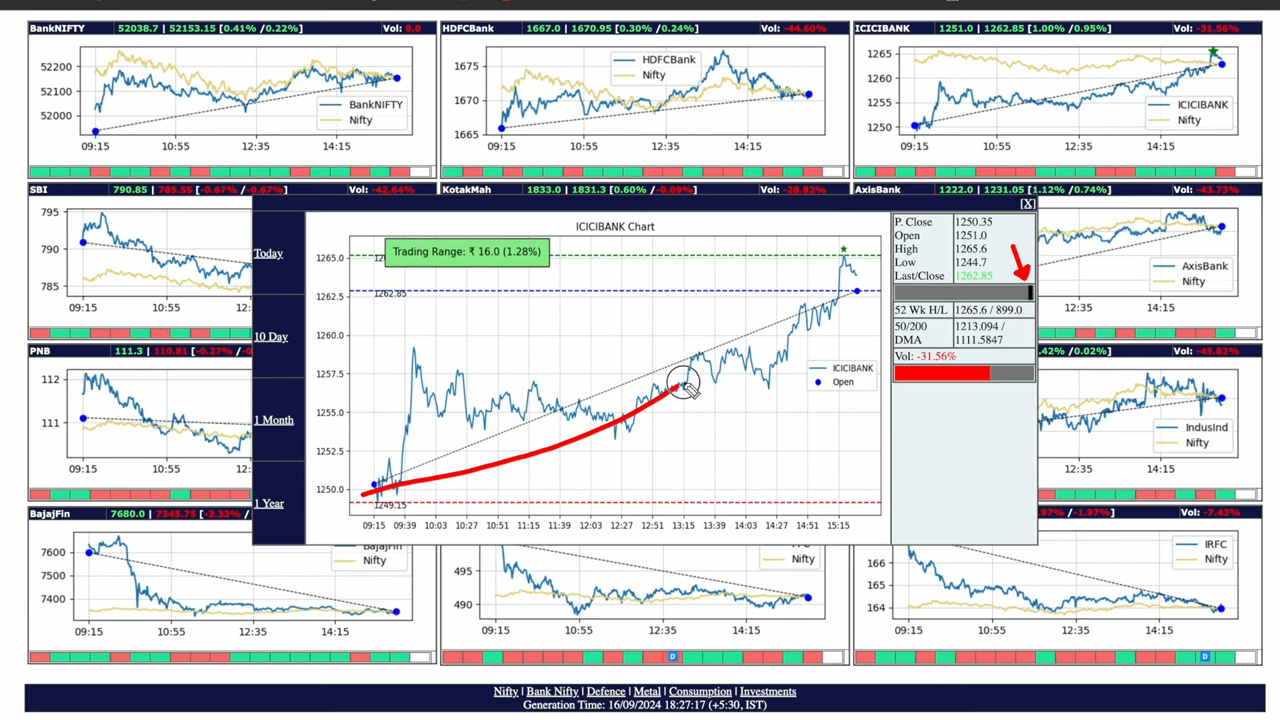 BankNIFTY 52038.7 | 52153.15 [0.41% / 0.22%] Vol: 0.0
52200
52100
52000
BankNIFTY
Nifty
09:15 10:55 12:35 14:15
HDFCBank 1667.0 | 1670.95 [0.30% / 0.24%] Vol: -44.60%
1675
1670
1665
HDFCBank
Nifty
09:15 10:55 12:35 14:15
ICICIBANK 1251.0 | 1262.85 [1.00% / 0.95%] Vol: -31.56%
1265
1260
1255
1250
ICICIBANK
Nifty
09:15 10:55 12:35 14:15
SBI 790.85 | 785.55 [-0.67% /-0.67%] Vol: -42.64%
795
790
785
09:15 10:55 12:35
KotakMah 1833.0 | 1831.3 [0.60% /-0.09%] Vol: -28.82%
AxisBank 1222.0 | 1231.05 [1.12% / 0.74%] Vol: -43.73%
AxisBank
Nifty
12:35 14:15
[X]
Today
10 Day
1 Month
1 Year
ICICIBANK Chart
Trading Range: ₹ 16.0 (1.28%)
1265.0
1262.5
1260.0
1257.5
1255.0
1252.5
1250.0
1262.85
1249.15
ICICIBANK
Open
09:15 09:39 10:03 10:27 10:51 11:15 11:39 12:03 12:27 12:51 13:15 13:39 14:03 14:27 14:51 15:15
P. Close 1250.35
Open 1251.0
High 1265.6
Low 1244.7
Last/Close 1262.85
52 Wk H/L 1265.6 / 899.0
50/200 DMA 1213.094 / 1111.5847
Vol: -31.56%
PNB 111.3 | 110.81 [-0.27% /-0
112
111
09:15 10:55 12:35
.42% / 0.02%] Vol: -45.82%
IndusInd
Nifty
12:35 14:15
BajajFin 7680.0 | 7345.75 [-3.33% /-
7600
7500
7400
BajajFin
Nifty
09:15 10:55 12:35 14:15
495
490
Nifty
09:15 10:55 12:35 14:15
D
.97% /-1.97%] Vol: -7.43%
166
165
164
IRFC
Nifty
09:15 10:55 12:35 14:15
D
Nifty | Bank Nifty | Defence | Metal | Consumption | Investments
Generation Time: 16/09/2024 18:27:17 (+5:30, IST)